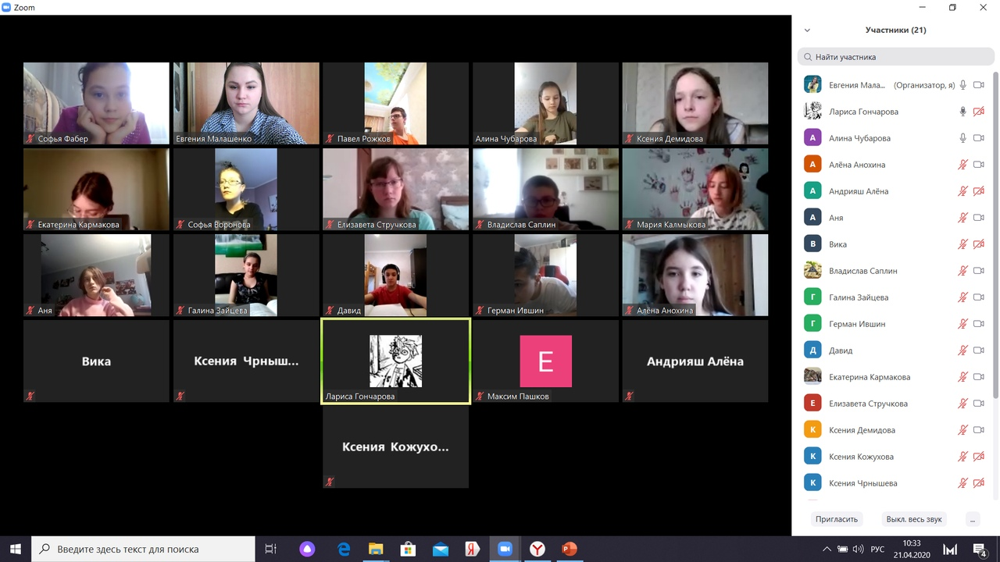 Zoom
Софья Фабер
Евгения Малашенко
Павел Рожков
Алина Чубарова
Ксения Демидова
Екатерина Кармакова
Софья Воронова
Елизавета Стручкова
Владислав Саплин
Мария Калмыкова
Аня
Галина Зайцева
Давид
Герман Ившин
Алёна Анохина
Вика
Ксения Чрныш...
Лариса Гончарова
E
Максим Пашков
Андрияш Алёна
Ксения Кожухо...
Участники (21)
Найти участника
Евгения Мала... (Организатор, я)
Лариса Гончарова
А Алина Чубарова
А Алёна Анохина
А Андрияш Алёна
А Аня
В Вика
Владислав Саплин
Г Галина Зайцева
Г Герман Ившин
Д Давид
Екатерина Кармакова
Е Елизавета Стручкова
К Ксения Демидова
К Ксения Кожухова
К Ксения Чрнышева
Пригласить
Выкл. весь звук
...
Введите здесь текст для поиска
РУС
10:33
21.04.2020
4